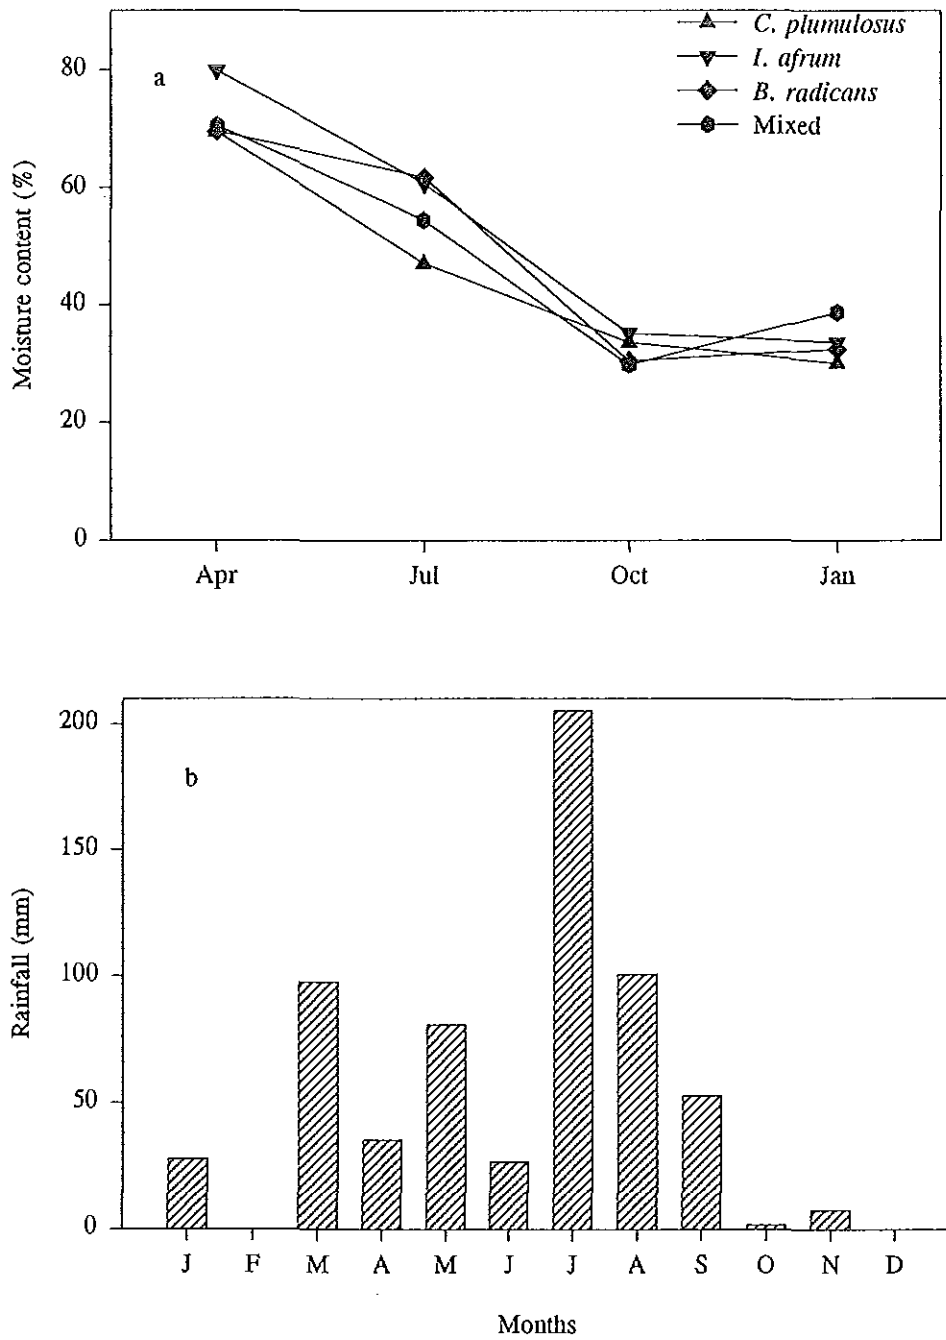 C. plumulosus
I. afrum
B. radicans
Mixed
a
80
60
40
20
0
Moisture content (%)
Apr Jul Oct Jan
200
150
100
50
0
b
Rainfall (mm)
J F M A M J J A S O N D
Months